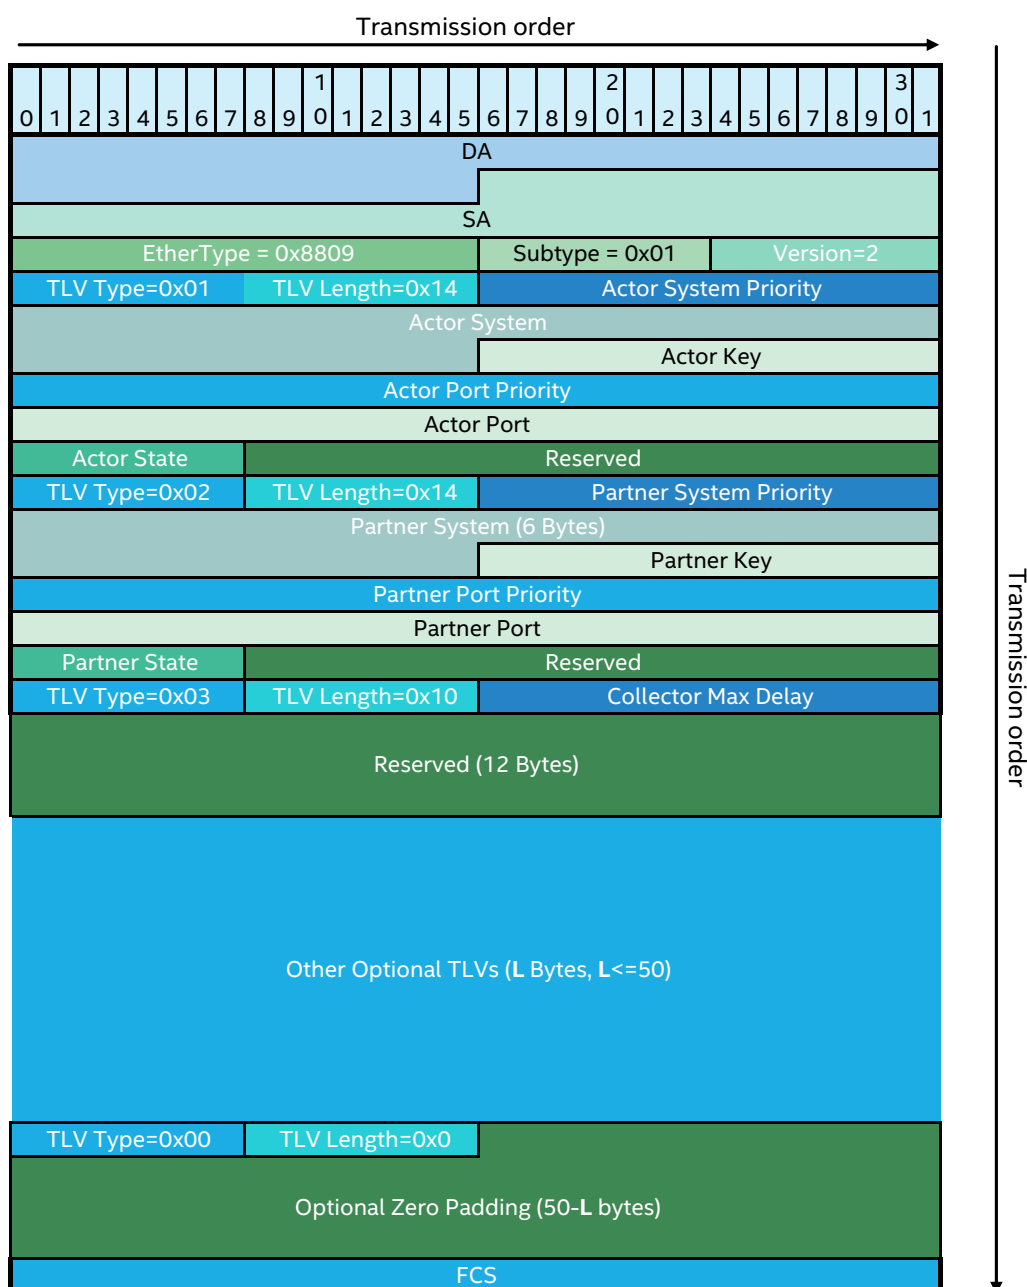 Transmission order
1 2 3
0 1 2 3 4 5 6 7 8 9 0 1 2 3 4 5 6 7 8 9 0 1 2 3 4 5 6 7 8 9 0 1
DA
SA
EtherType = 0x8809 Subtype = 0x01 Version=2
TLV Type=0x01 TLV Length=0x14 Actor System Priority
Actor System
Actor Key
Actor Port Priority
Actor Port
Actor State Reserved
TLV Type=0x02 TLV Length=0x14 Partner System Priority
Partner System (6 Bytes)
Partner Key
Partner Port Priority
Partner Port
Partner State Reserved
TLV Type=0x03 TLV Length=0x10 Collector Max Delay
Reserved (12 Bytes)
Other Optional TLVs (L Bytes, L<=50)
TLV Type=0x00 TLV Length=0x0
Optional Zero Padding (50-L bytes)
FCS
Transmission order